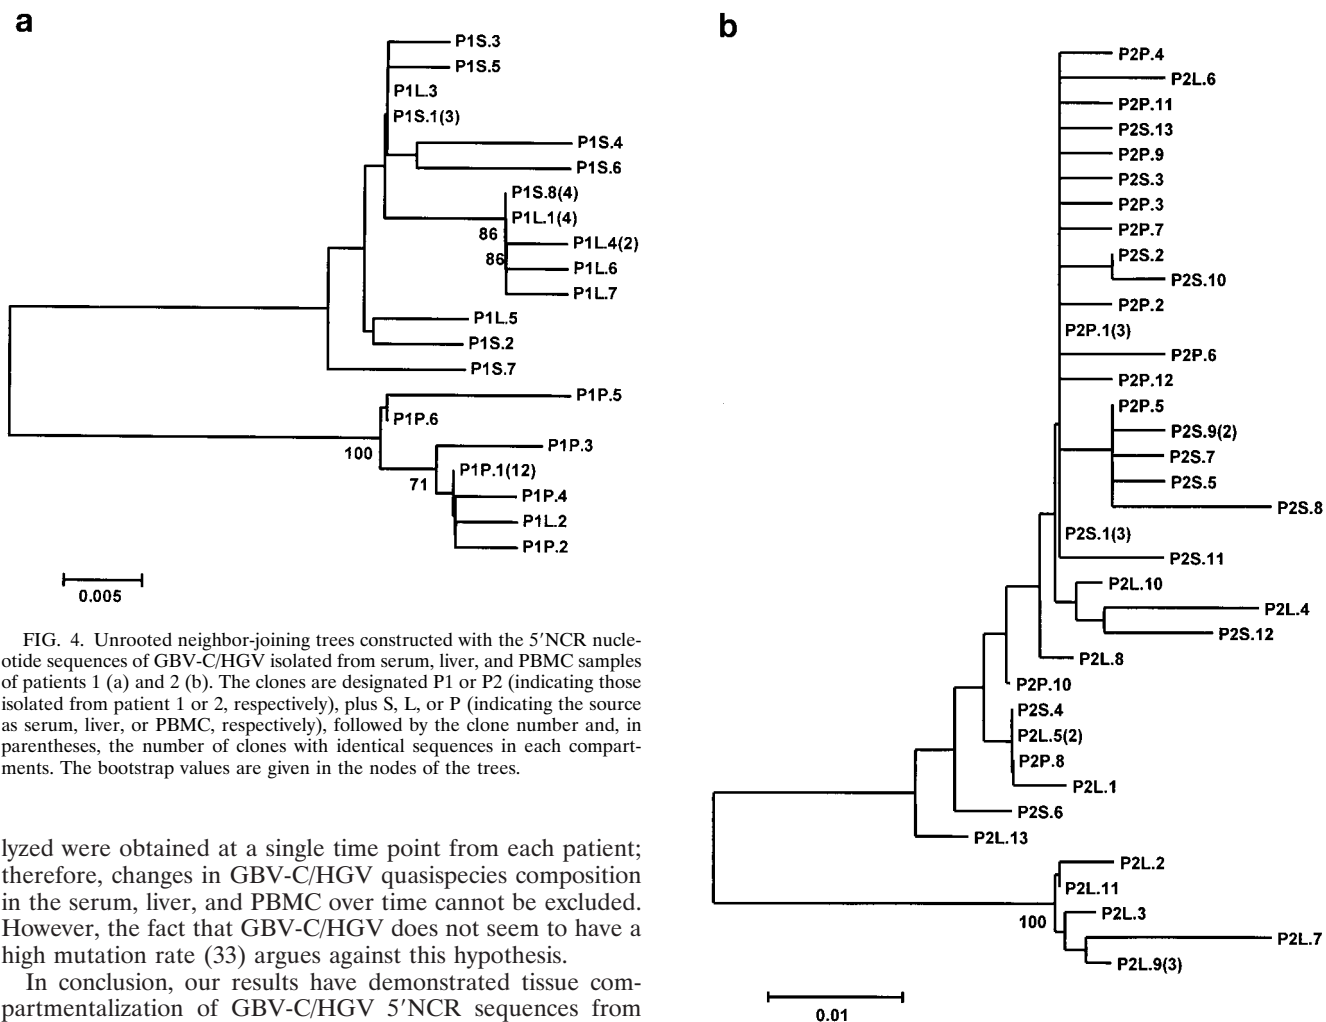 a
P1S.3
P1S.5
P1L.3
P1S.1(3)
P1S.4
P1S.6
P1S.8(4)
P1L.1(4)
86
P1L.4(2)
86
P1L.6
P1L.7
P1L.5
P1S.2
P1S.7
P1P.5
P1P.6
100
P1P.3
P1P.1(12)
71
P1P.4
P1L.2
P1P.2
0.005
FIG. 4. Unrooted neighbor-joining trees constructed with the 5′NCR nucle-
otide sequences of GBV-C/HGV isolated from serum, liver, and PBMC samples
of patients 1 (a) and 2 (b). The clones are designated P1 or P2 (indicating those
isolated from patient 1 or 2, respectively), plus S, L, or P (indicating the source
as serum, liver, or PBMC, respectively), followed by the clone number and, in
parentheses, the number of clones with identical sequences in each compart-
ments. The bootstrap values are given in the nodes of the trees.
lyzed were obtained at a single time point from each patient;
therefore, changes in GBV-C/HGV quasispecies composition
in the serum, liver, and PBMC over time cannot be excluded.
However, the fact that GBV-C/HGV does not seem to have a
high mutation rate (33) argues against this hypothesis.
In conclusion, our results have demonstrated tissue com-
partmentalization of GBV-C/HGV 5′NCR sequences from
b
P2P.4
P2L.6
P2P.11
P2S.13
P2P.9
P2S.3
P2P.3
P2P.7
P2S.2
P2S.10
P2P.2
P2P.1(3)
P2P.6
P2P.12
P2P.5
P2S.9(2)
P2S.7
P2S.5
P2S.8
P2S.1(3)
P2S.11
P2L.10
P2L.4
P2S.12
P2L.8
P2P.10
P2S.4
P2L.5(2)
P2P.8
P2L.1
P2S.6
P2L.13
P2L.2
P2L.11
100
P2L.3
P2L.7
P2L.9(3)
0.01